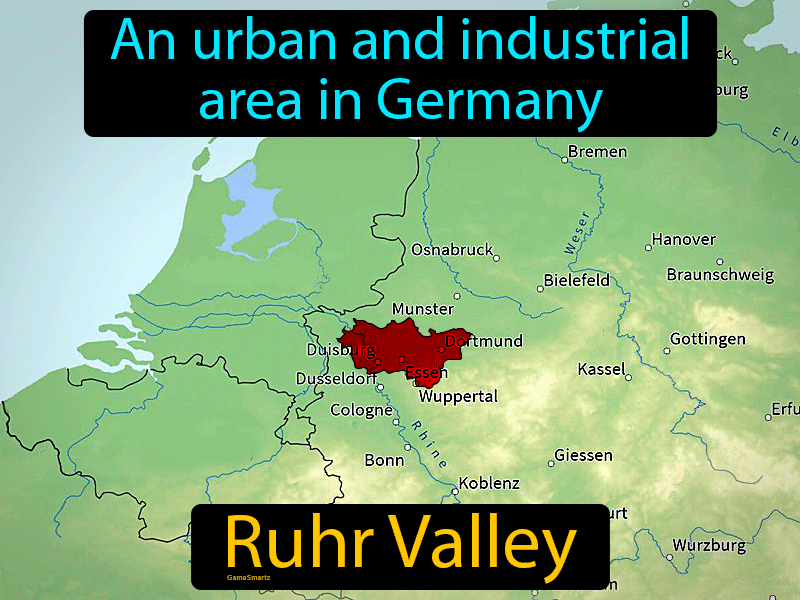 An urban and industrial
area in Germany
ck
burg
Elb
Bremen
Weser
Osnabruck
Hanover
Braunschweig
Bielefeld
Munster
Dortmund
Gottingen
Duisburg
Essen
Kassel
Dusseldorf
Wuppertal
Cologne
Erfu
Rhine
Bonn
Giessen
Koblenz
urt
Ruhr Valley
Wurzburg
GameSmartz
m